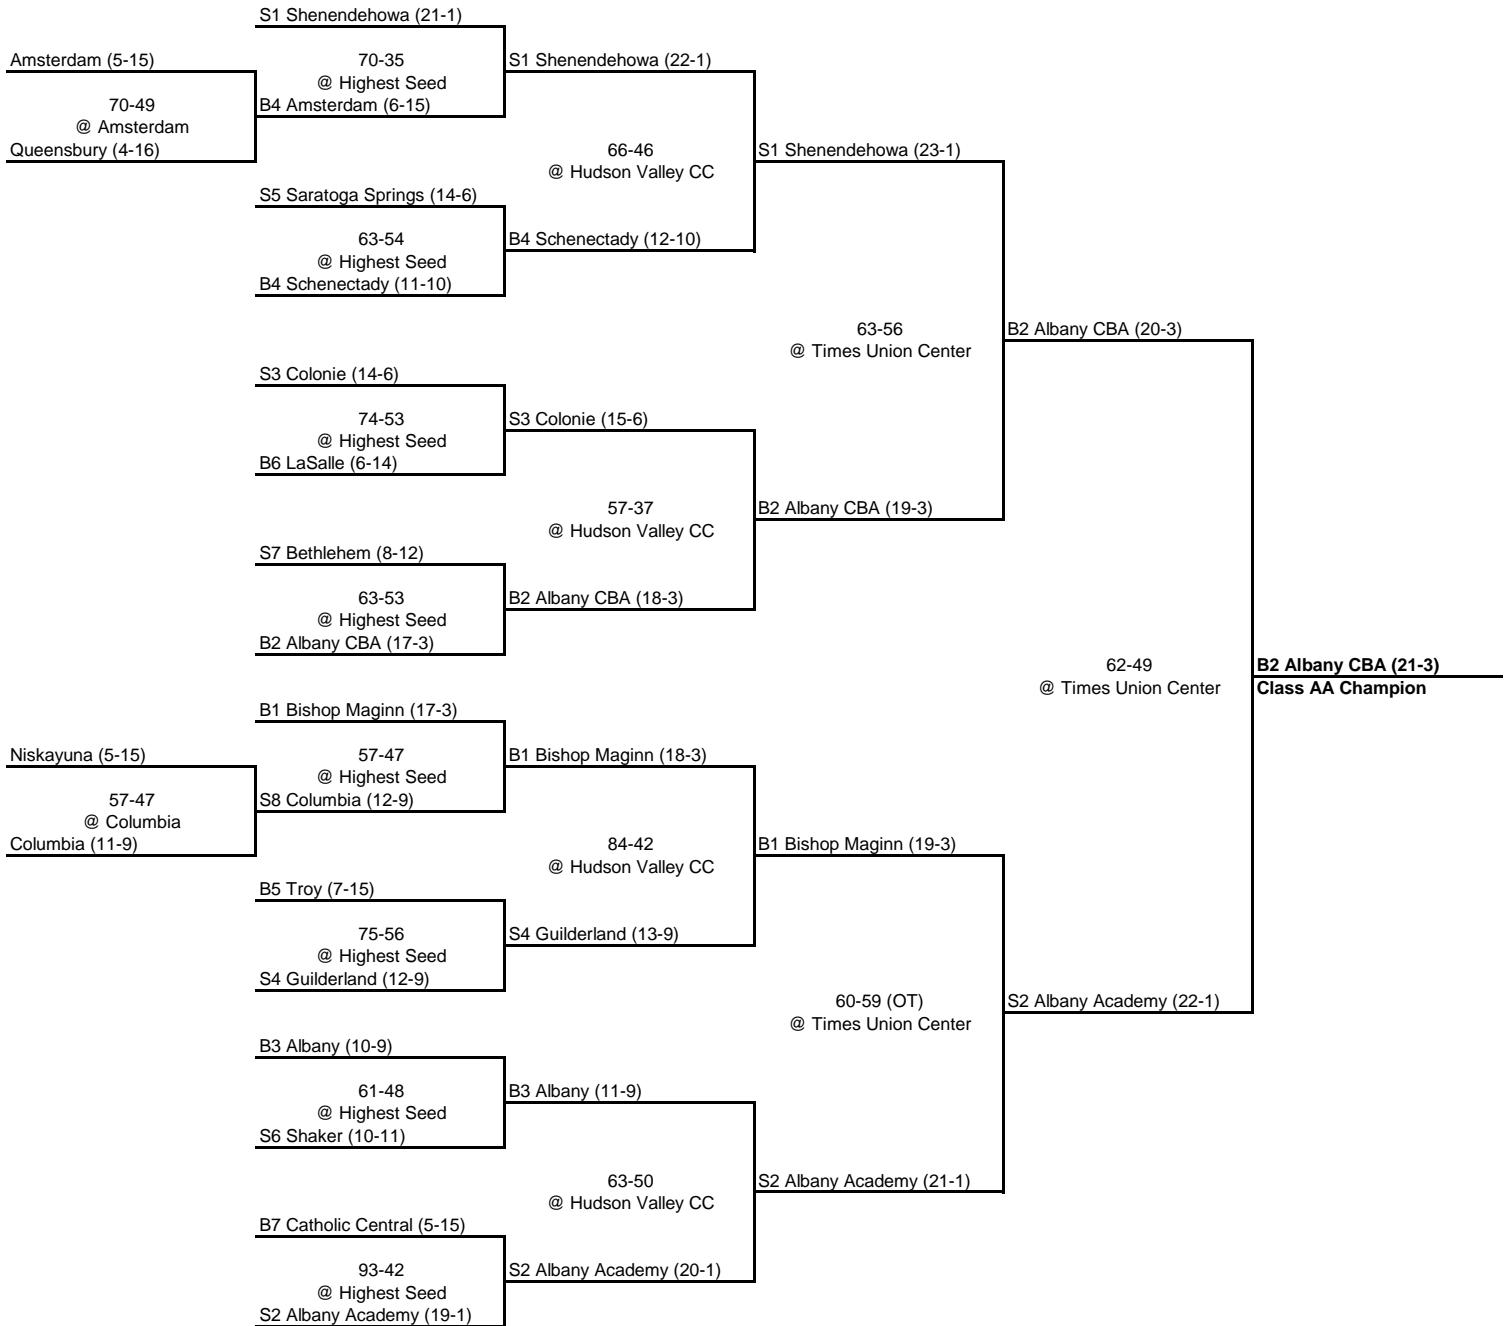 S1 Shenendehowa (21-1)
Amsterdam (5-15)
70-35
@ Highest Seed
S1 Shenendehowa (22-1)
70-49
@ Amsterdam
B4 Amsterdam (6-15)
Queensbury (4-16)
66-46
@ Hudson Valley CC
S1 Shenendehowa (23-1)
S5 Saratoga Springs (14-6)
63-54
@ Highest Seed
B4 Schenectady (12-10)
B4 Schenectady (11-10)
63-56
@ Times Union Center
B2 Albany CBA (20-3)
S3 Colonie (14-6)
74-53
@ Highest Seed
S3 Colonie (15-6)
B6 LaSalle (6-14)
57-37
@ Hudson Valley CC
B2 Albany CBA (19-3)
S7 Bethlehem (8-12)
63-53
@ Highest Seed
B2 Albany CBA (18-3)
B2 Albany CBA (17-3)
62-49
@ Times Union Center
B2 Albany CBA (21-3)
Class AA Champion
B1 Bishop Maginn (17-3)
Niskayuna (5-15)
57-47
@ Highest Seed
B1 Bishop Maginn (18-3)
57-47
@ Columbia
S8 Columbia (12-9)
Columbia (11-9)
84-42
@ Hudson Valley CC
B1 Bishop Maginn (19-3)
B5 Troy (7-15)
75-56
@ Highest Seed
S4 Guilderland (13-9)
S4 Guilderland (12-9)
60-59 (OT)
@ Times Union Center
S2 Albany Academy (22-1)
B3 Albany (10-9)
61-48
@ Highest Seed
B3 Albany (11-9)
S6 Shaker (10-11)
63-50
@ Hudson Valley CC
S2 Albany Academy (21-1)
B7 Catholic Central (5-15)
93-42
@ Highest Seed
S2 Albany Academy (20-1)
S2 Albany Academy (19-1)